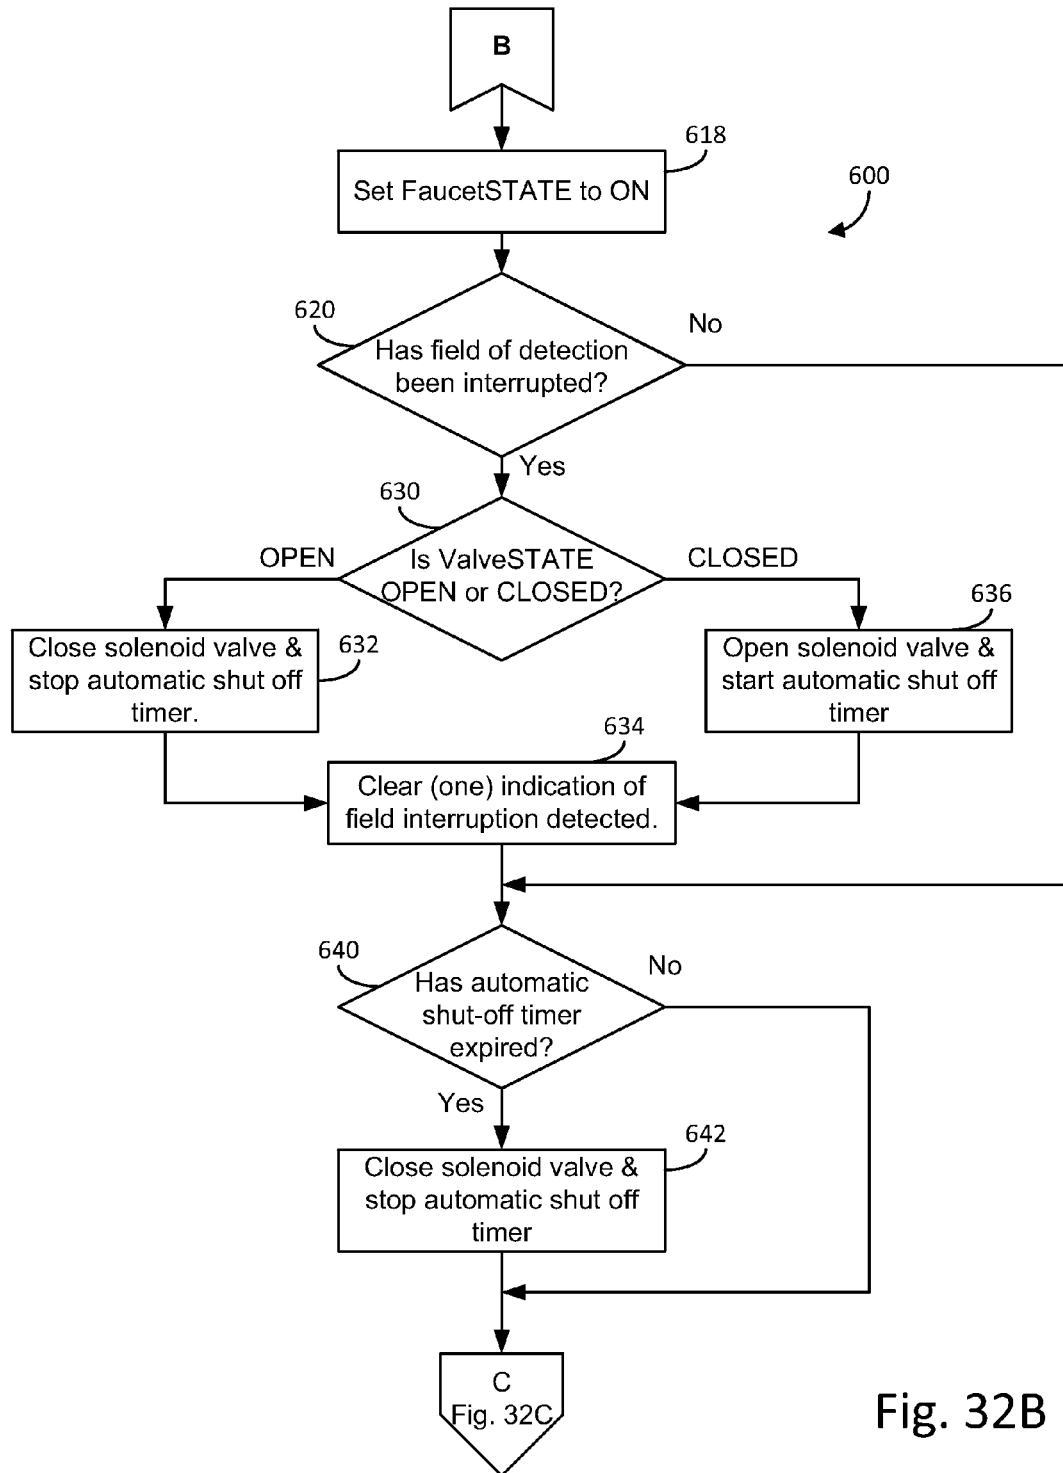 B
618
Set FaucetSTATE to ON
600
620
No
Has field of detection
been interrupted?
Yes
630
OPEN
Is ValveSTATE
OPEN or CLOSED?
CLOSED
636
Close solenoid valve &
stop automatic shut off
timer.
632
Open solenoid valve &
start automatic shut off
timer
634
Clear (one) indication of
field interruption detected.
640
No
Has automatic
shut-off timer
expired?
Yes
642
Close solenoid valve &
stop automatic shut off
timer
C
Fig. 32C
Fig. 32B